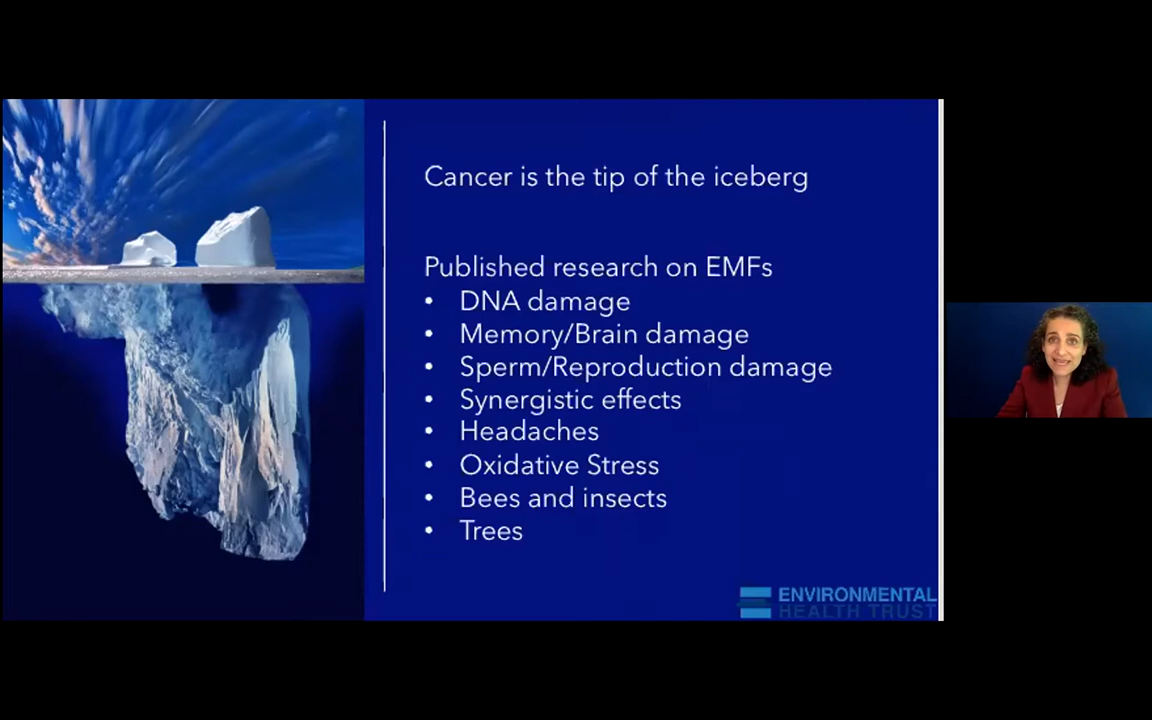 Cancer is the tip of the iceberg
Published research on EMFs
• DNA damage
• Memory/Brain damage
• Sperm/Reproduction damage
• Synergistic effects
• Headaches
• Oxidative Stress
• Bees and insects
• Trees
ENVIRONMENTAL
HEALTH TRUST